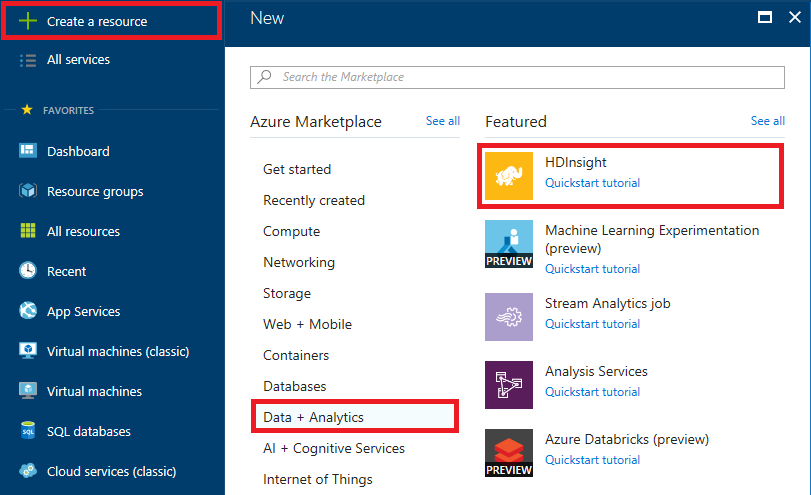 Create a resource
All services
FAVORITES
Dashboard
Resource groups
All resources
Recent
App Services
Virtual machines (classic)
Virtual machines
SQL
SQL databases
Cloud services (classic)
New
Search the Marketplace
Azure Marketplace
See all
Get started
Recently created
Compute
Networking
Storage
Web + Mobile
Containers
Databases
Data + Analytics
AI + Cognitive Services
Internet of Things
Featured
See all
HDInsight
Quickstart tutorial
Machine Learning Experimentation
(preview)
PREVIEW
Quickstart tutorial
Stream Analytics job
Quickstart tutorial
Analysis Services
Quickstart tutorial
Azure Databricks (preview)
Quickstart tutorial
PREVIEW